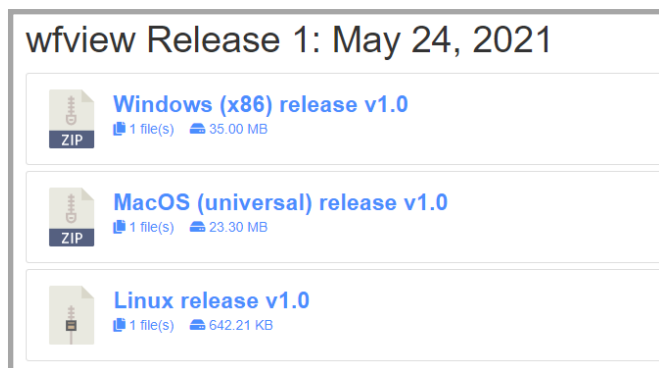 wfview Release 1: May 24, 2021
Windows (x86) release v1.0
1 file(s) 35.00 MB
ZIP
MacOS (universal) release v1.0
1 file(s) 23.30 MB
ZIP
Linux release v1.0
1 file(s) 642.21 KB